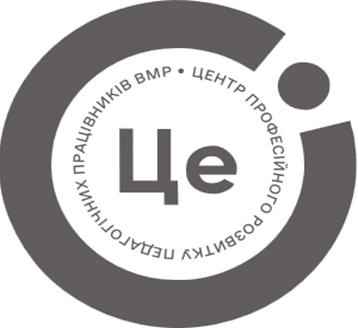 ЦЕНТР ПРОФЕСІЙНОГО РОЗВИТКУ ПЕДАГОГІЧНИХ ПРАЦІВНИКІВ ВМР •
Це